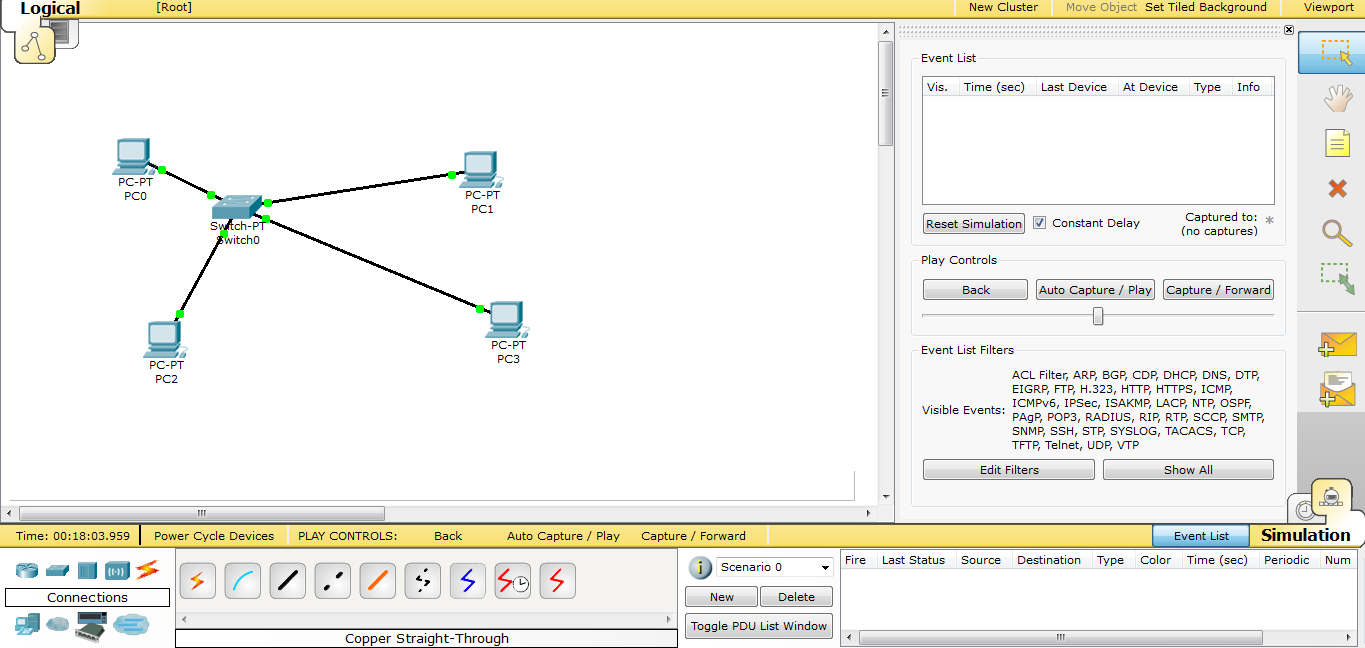 Logical
[Root]
New Cluster
Move Object
Set Tiled Background
Viewport
PC-PT
PC0
PC-PT
PC1
Switch-PT
Switch0
PC-PT
PC2
PC-PT
PC3
Event List
Vis. Time (sec) Last Device At Device Type Info
Reset Simulation
Constant Delay
Captured to:
(no captures)
*
Play Controls
Back
Auto Capture / Play
Capture / Forward
Event List Filters
Visible Events:
ACL Filter, ARP, BGP, CDP, DHCP, DNS, DTP,
EIGRP, FTP, H.323, HTTP, HTTPS, ICMP,
ICMPv6, IPSec, ISAKMP, LACP, NTP, OSPF,
PAgP, POP3, RADIUS, RIP, RTP, SCCP, SMTP,
SNMP, SSH, STP, SYSLOG, TACACS, TCP,
TFTP, Telnet, UDP, VTP
Edit Filters
Show All
Time: 00:18:03.959
Power Cycle Devices
PLAY CONTROLS:
Back
Auto Capture / Play
Capture / Forward
Event List
Simulation
Connections
Copper Straight-Through
Scenario 0
New
Delete
Toggle PDU List Window
Fire Last Status Source Destination Type Color Time (sec) Periodic Num